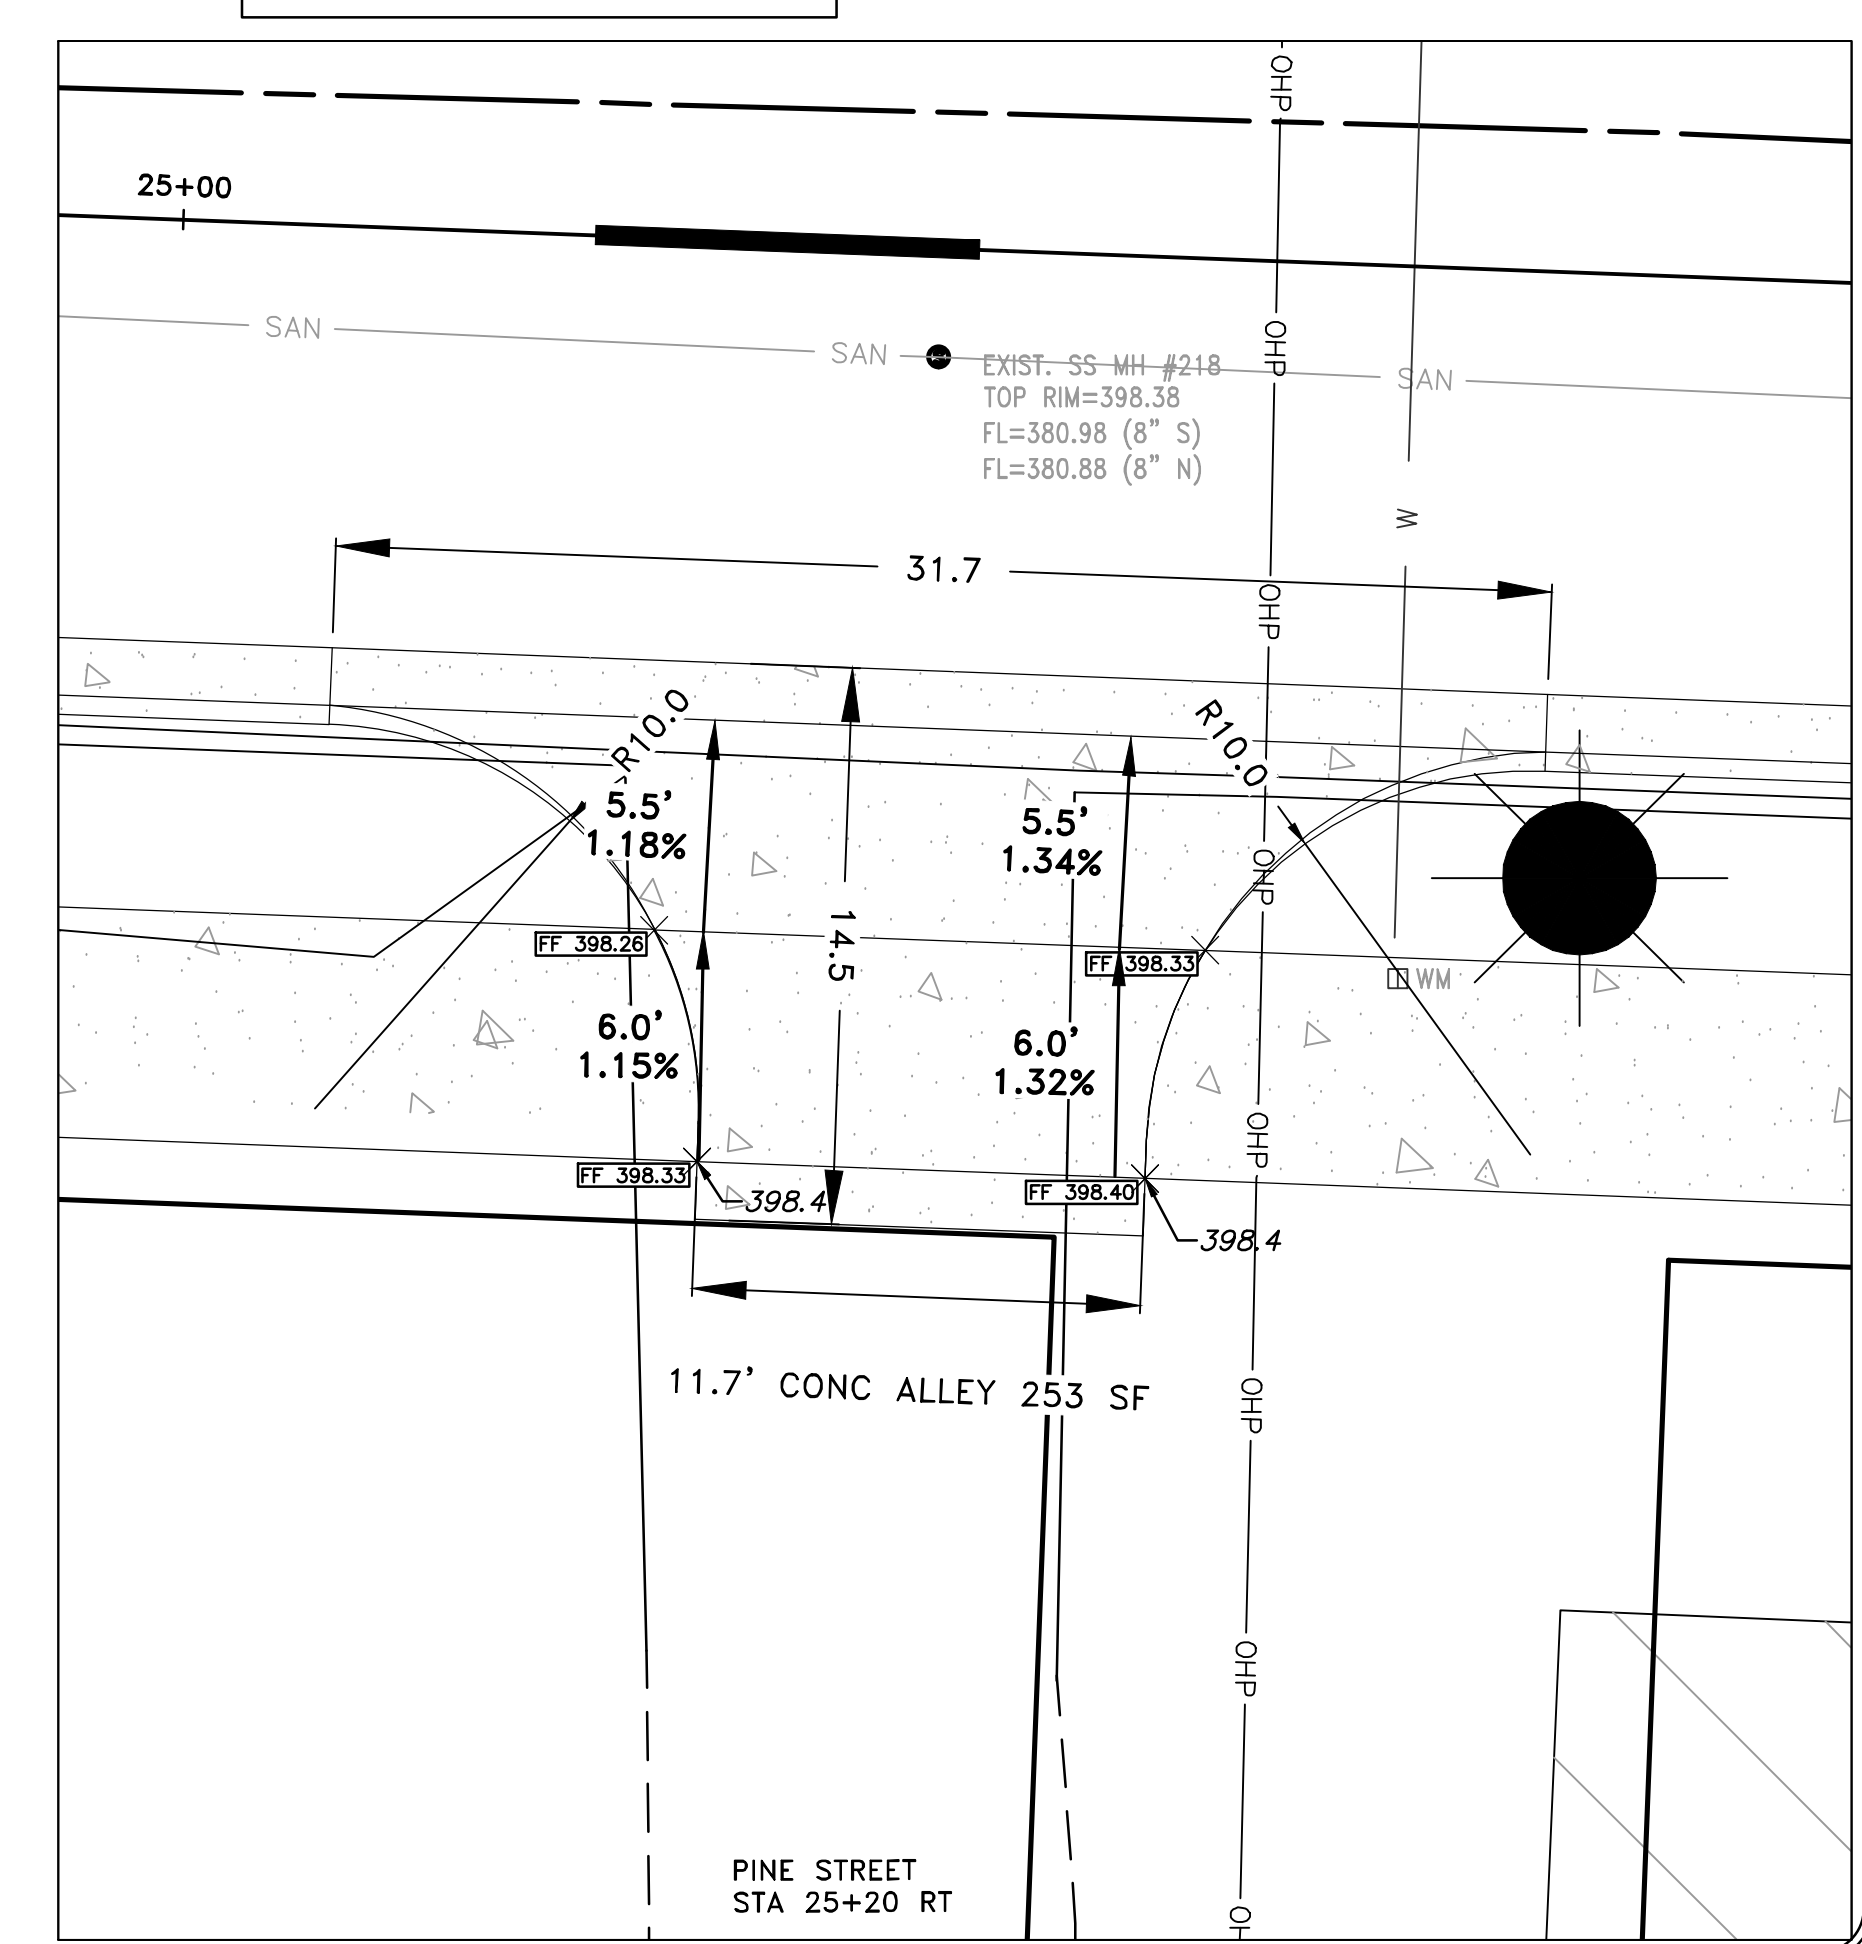 OHP
25+00
OHP
SAN
SAN
EXIST. SS MH #218
SAN
TOP RIM=398.38
FL=380.98 (8” S)
FL=380.88 (8” N)
W
31.7
OHP
R10.0
R10.0
5.5’
1.18%
5.5’
1.34%
OHP
14.5
FF 398.26
FF 398.33
WM
6.0’
1.15%
6.0’
1.32%
OHP
FF 398.33
398.4
FF 398.40
398.4
11.7’ CONC ALLEY 253 SF
OHP
OHP
PINE STREET
STA 25+20 RT
OH